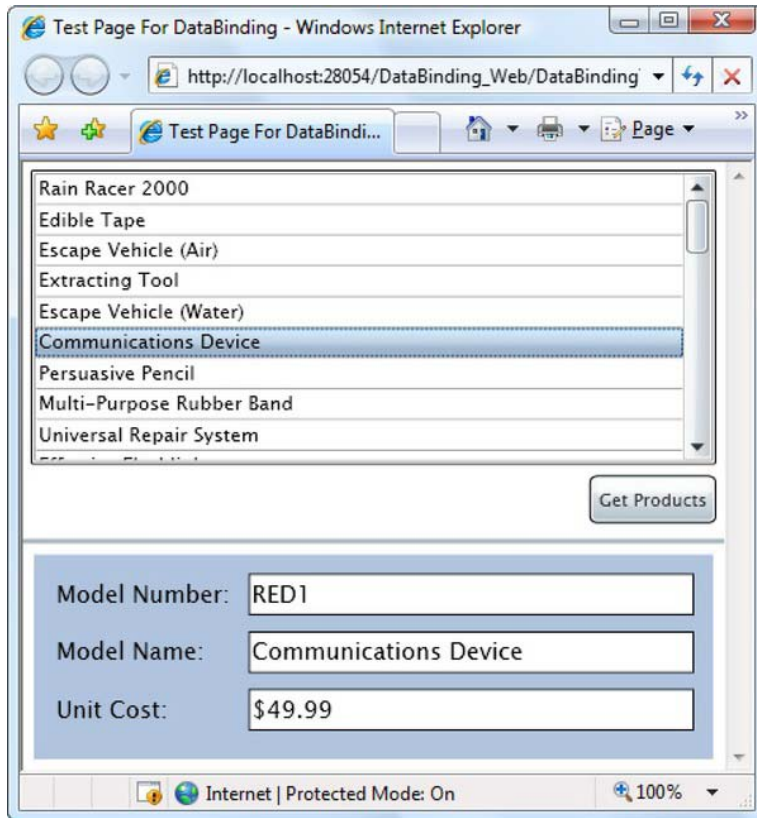 Test Page For DataBinding - Windows Internet Explorer
http://localhost:28054/DataBinding_Web/DataBinding
Test Page For DataBindi...
Page
Rain Racer 2000
Edible Tape
Escape Vehicle (Air)
Extracting Tool
Escape Vehicle (Water)
Communications Device
Persuasive Pencil
Multi-Purpose Rubber Band
Universal Repair System
Get Products
Model Number: RED1
Model Name: Communications Device
Unit Cost: $49.99
Internet | Protected Mode: On
100%